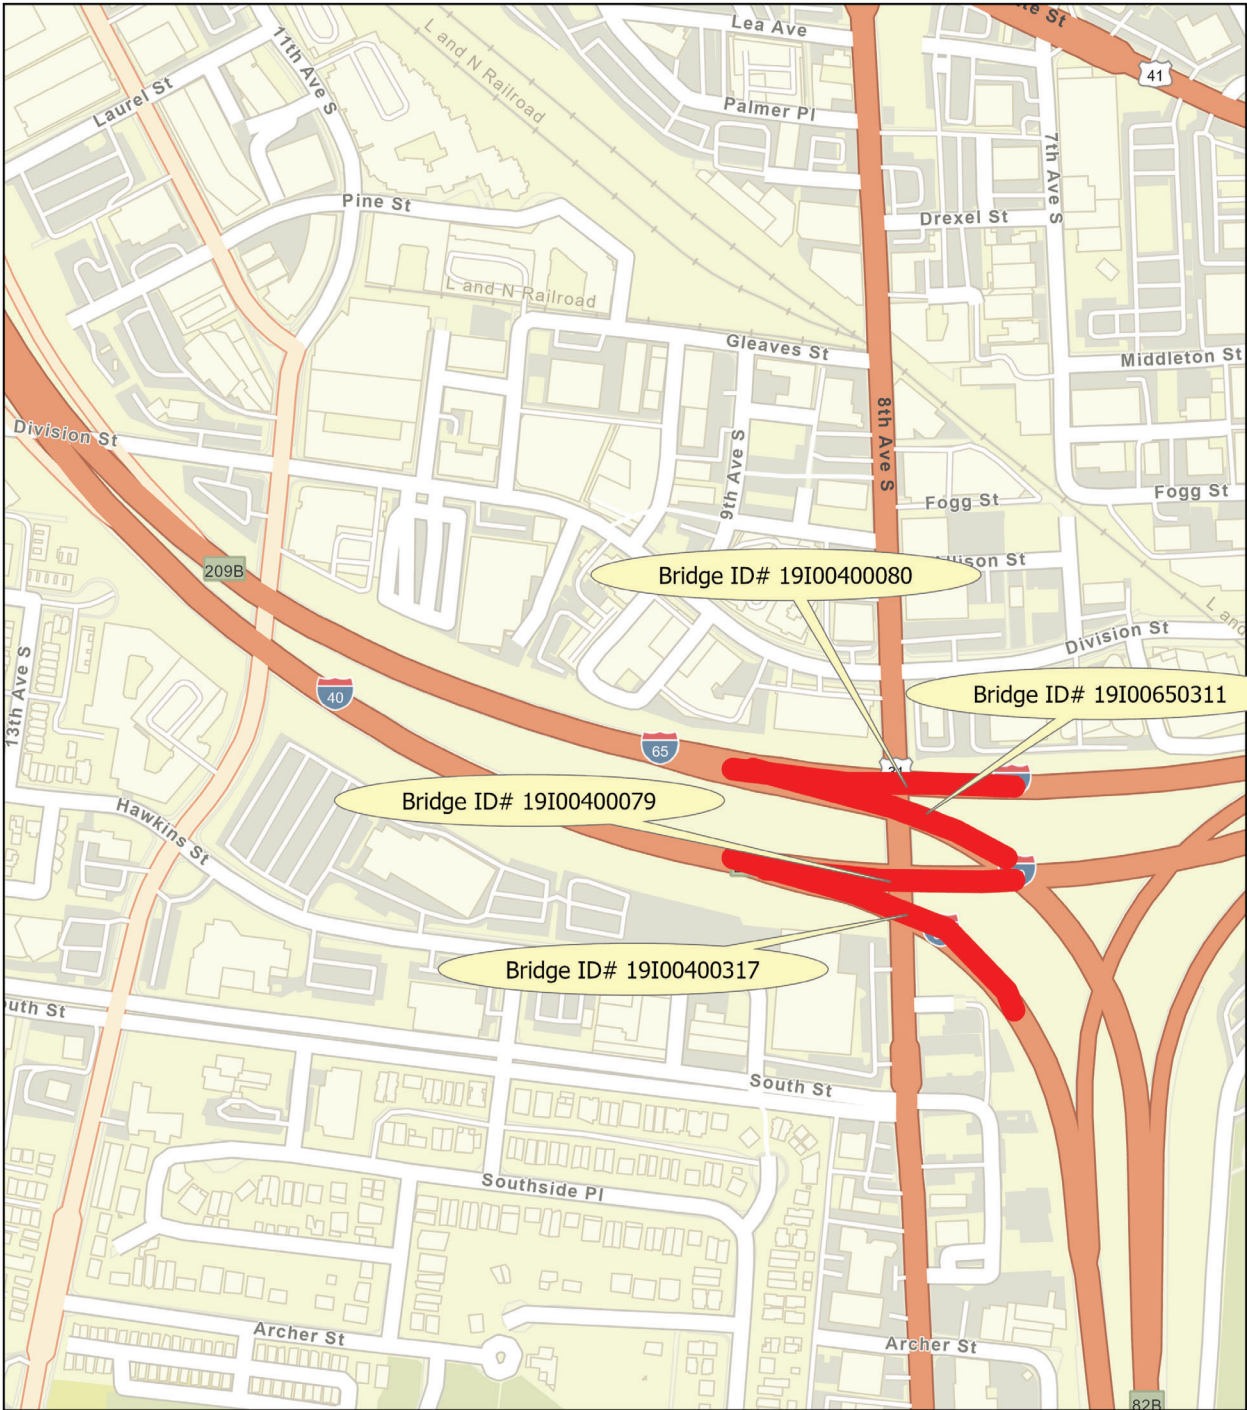 Lea Ave
41
11th Ave S
L and N Railroad
Laurel St
Palmer Pl
7th Ave S
Pine St
Drexel St
L and N Railroad
Gleaves St
Middleton St
8th Ave S
Division St
9th Ave S
Fogg St
Fogg St
209B
Bridge ID# 19I00400080
L and
Division St
13th Ave S
40
Bridge ID# 19I00650311
65
Bridge ID# 19I00400079
Hawkins St
Bridge ID# 19I00400317
South St
Southside Pl
Archer St
Archer St
82B